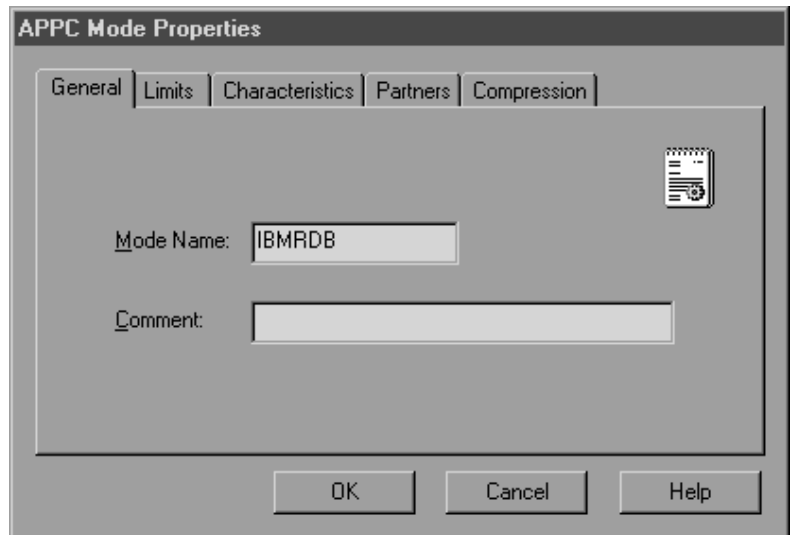 APPC Mode Properties
General Limits Characteristics Partners Compression
Mode Name: IBMRDB
Comment:
OK Cancel Help